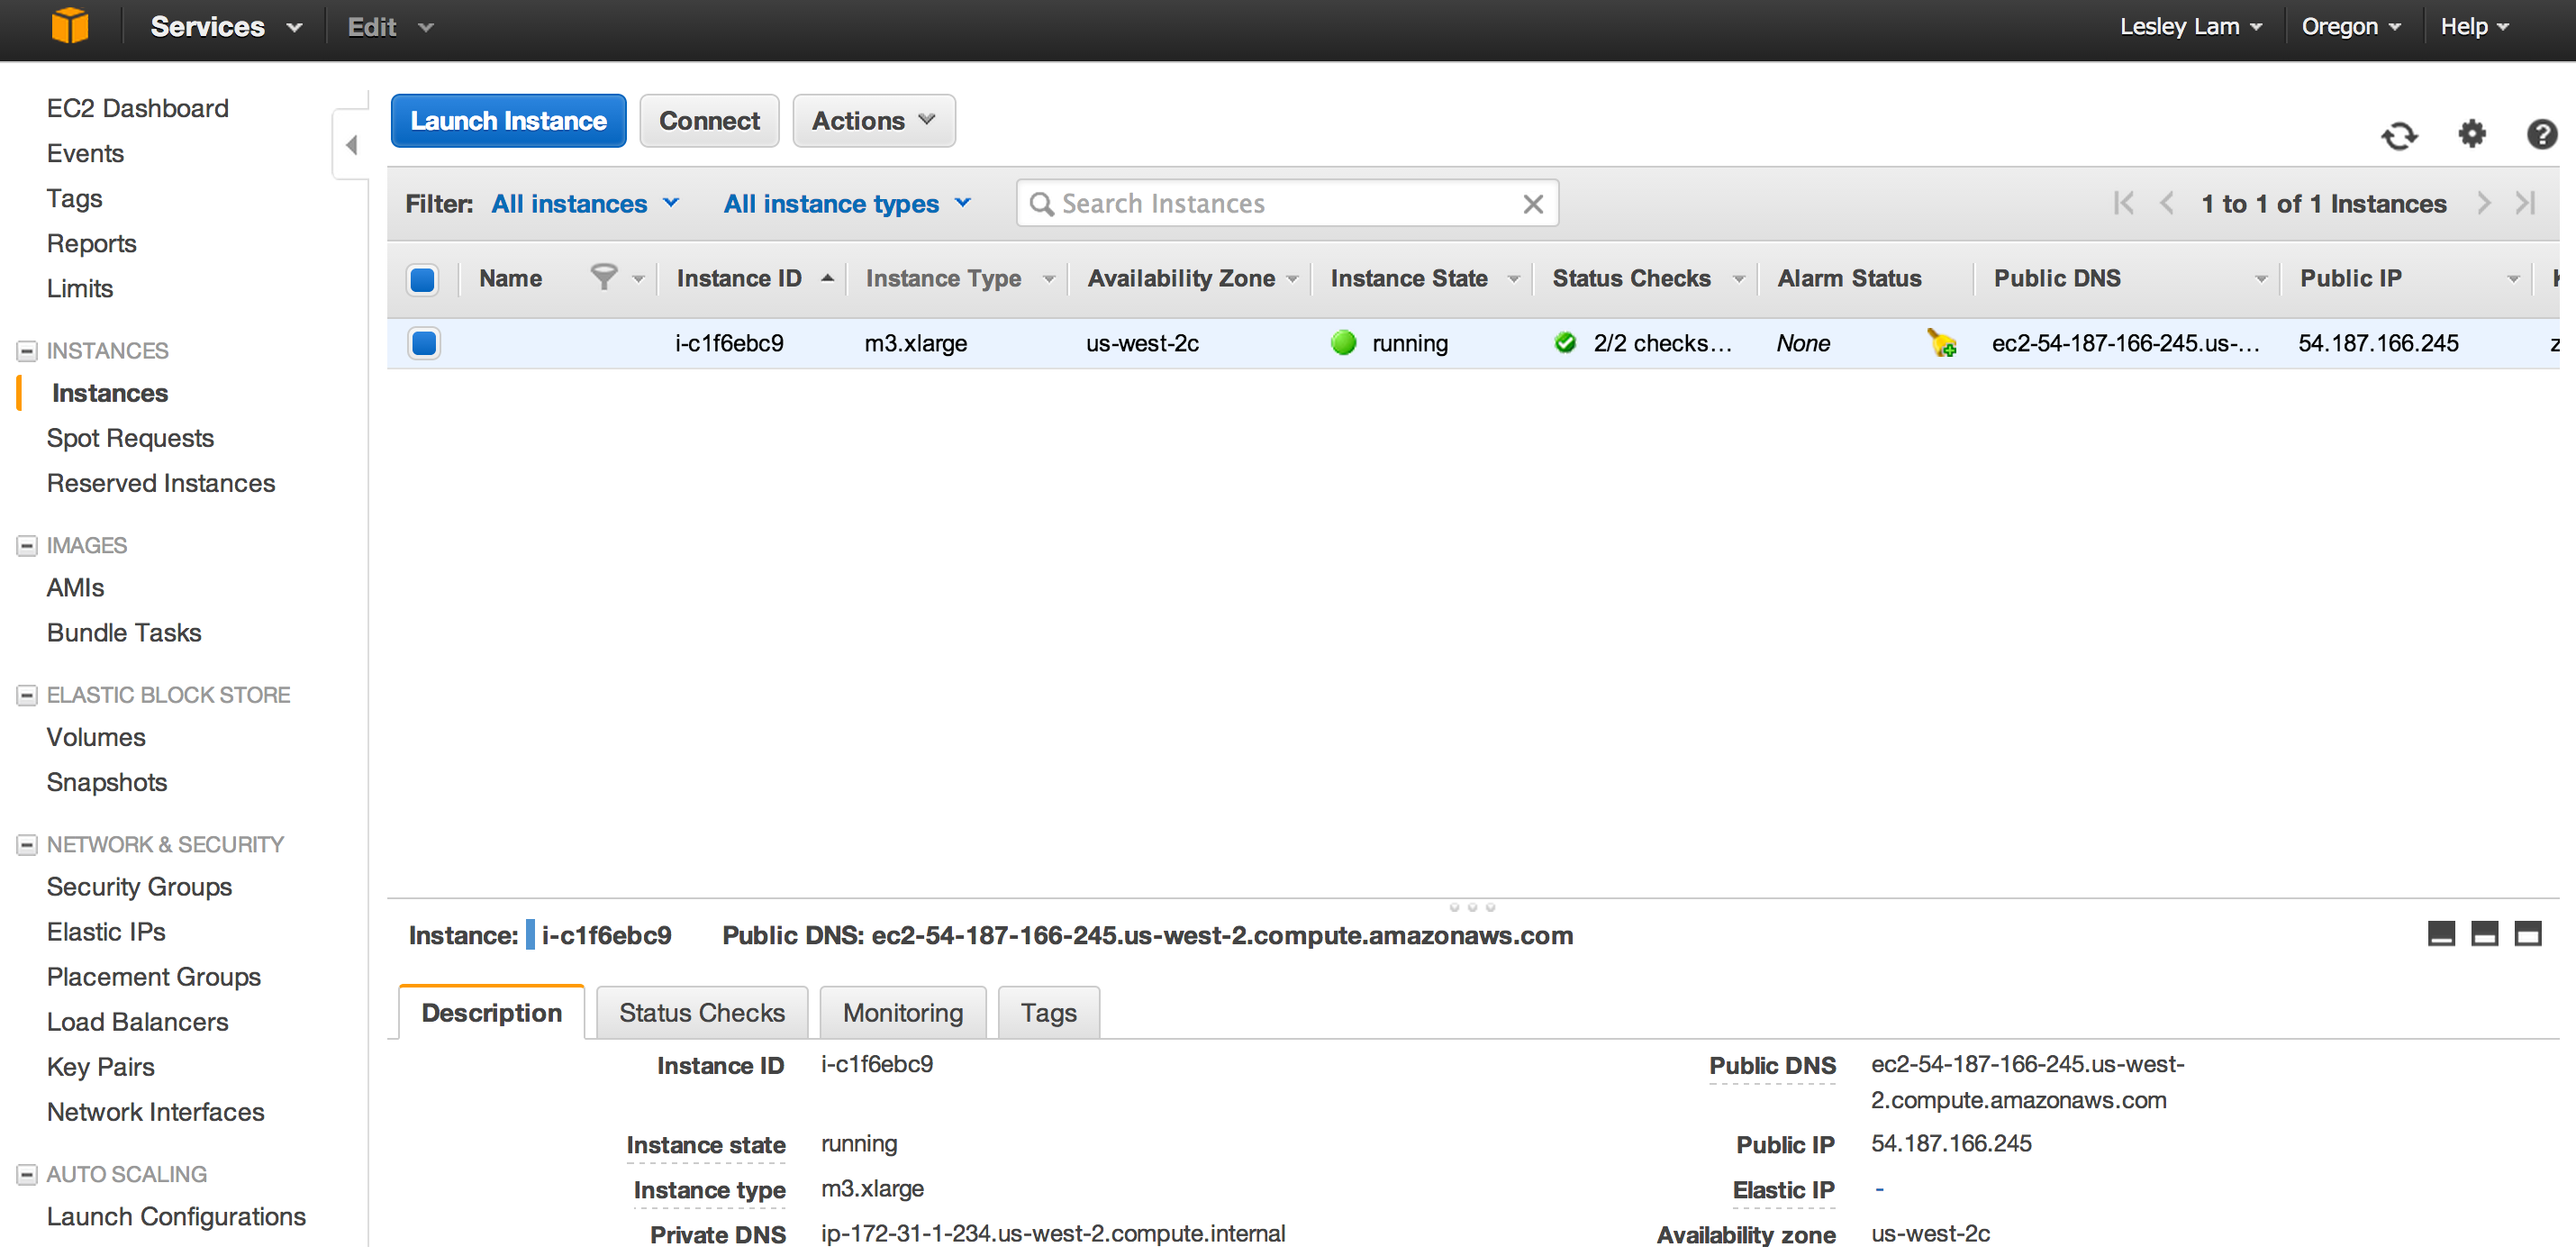 Services Edit Lesley Lam Oregon Help
EC2 Dashboard
Events
Tags
Reports
Limits
INSTANCES
Instances
Spot Requests
Reserved Instances
IMAGES
AMIs
Bundle Tasks
ELASTIC BLOCK STORE
Volumes
Snapshots
NETWORK & SECURITY
Security Groups
Elastic IPs
Placement Groups
Load Balancers
Key Pairs
Network Interfaces
AUTO SCALING
Launch Configurations
Launch Instance Connect Actions
Filter: All instances All instance types Search Instances 1 to 1 of 1 Instances
Name Instance ID Instance Type Availability Zone Instance State Status Checks Alarm Status Public DNS Public IP
i-c1f6ebc9 m3.xlarge us-west-2c running 2/2 checks... None ec2-54-187-166-245.us-... 54.187.166.245 z
Instance: i-c1f6ebc9 Public DNS: ec2-54-187-166-245.us-west-2.compute.amazonaws.com
Description Status Checks Monitoring Tags
Instance ID i-c1f6ebc9 Public DNS ec2-54-187-166-245.us-west-
2.compute.amazonaws.com
Instance state running Public IP 54.187.166.245
Instance type m3.xlarge Elastic IP -
Private DNS ip-172-31-1-234.us-west-2.compute.internal Availability zone us-west-2c